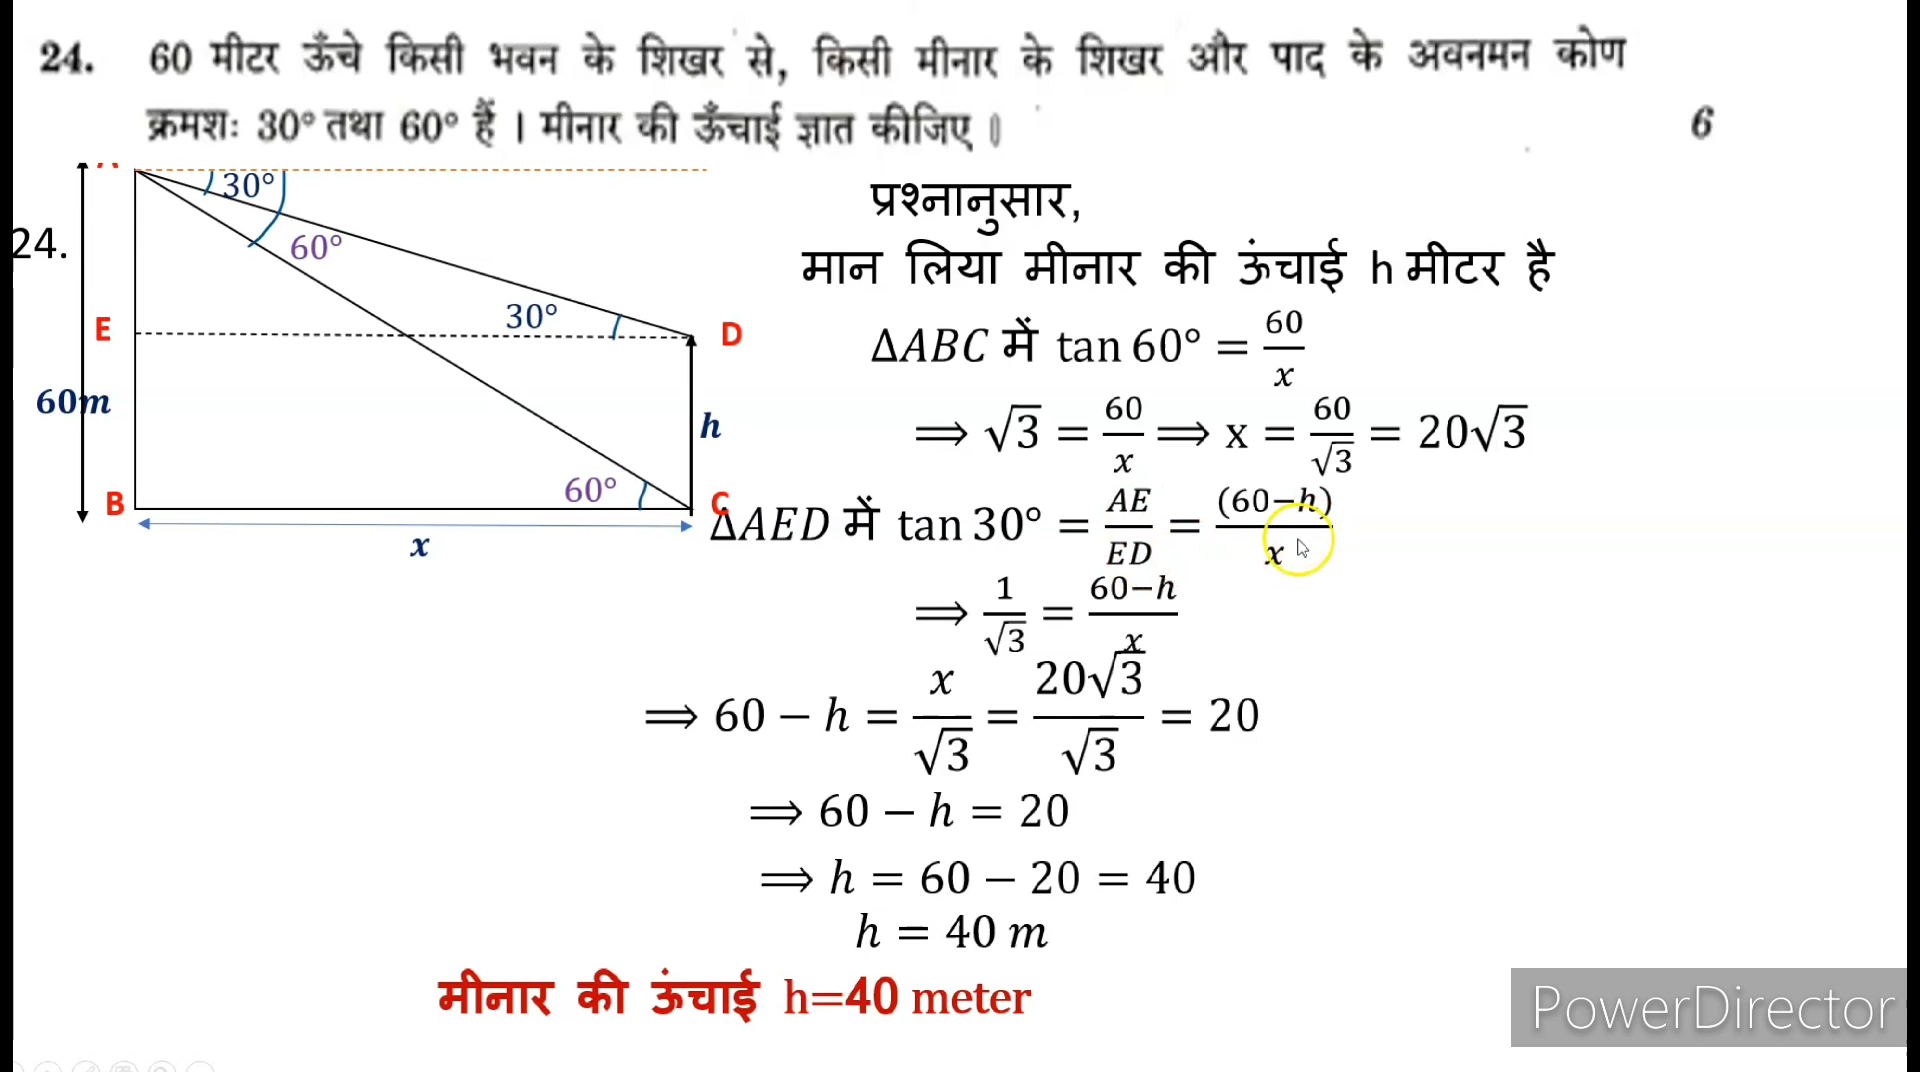 24. 60 मीटर ऊँचे किसी भवन के शिखर से, किसी मीनार के शिखर और पाद के अवनमन कोण
क्रमशः 30° तथा 60° हैं । मीनार की ऊँचाई ज्ञात कीजिए ।
6
24.
30°
60°
E
30°
D
60m
h
B
60°
C
x
प्रश्नानुसार,
मान लिया मीनार की ऊंचाई h मीटर है
ΔABC में tan 60° = 60/x
⟹ √3 = 60/x ⟹ x = 60/√3 = 20√3
ΔAED में tan 30° = AE/ED = (60−h)/x
⟹ 1/√3 = 60−h/x
⟹ 60 − h = x/√3 = 20√3/√3 = 20
⟹ 60 − h = 20
⟹ h = 60 − 20 = 40
h = 40 m
मीनार की ऊंचाई h=40 meter
PowerDirector